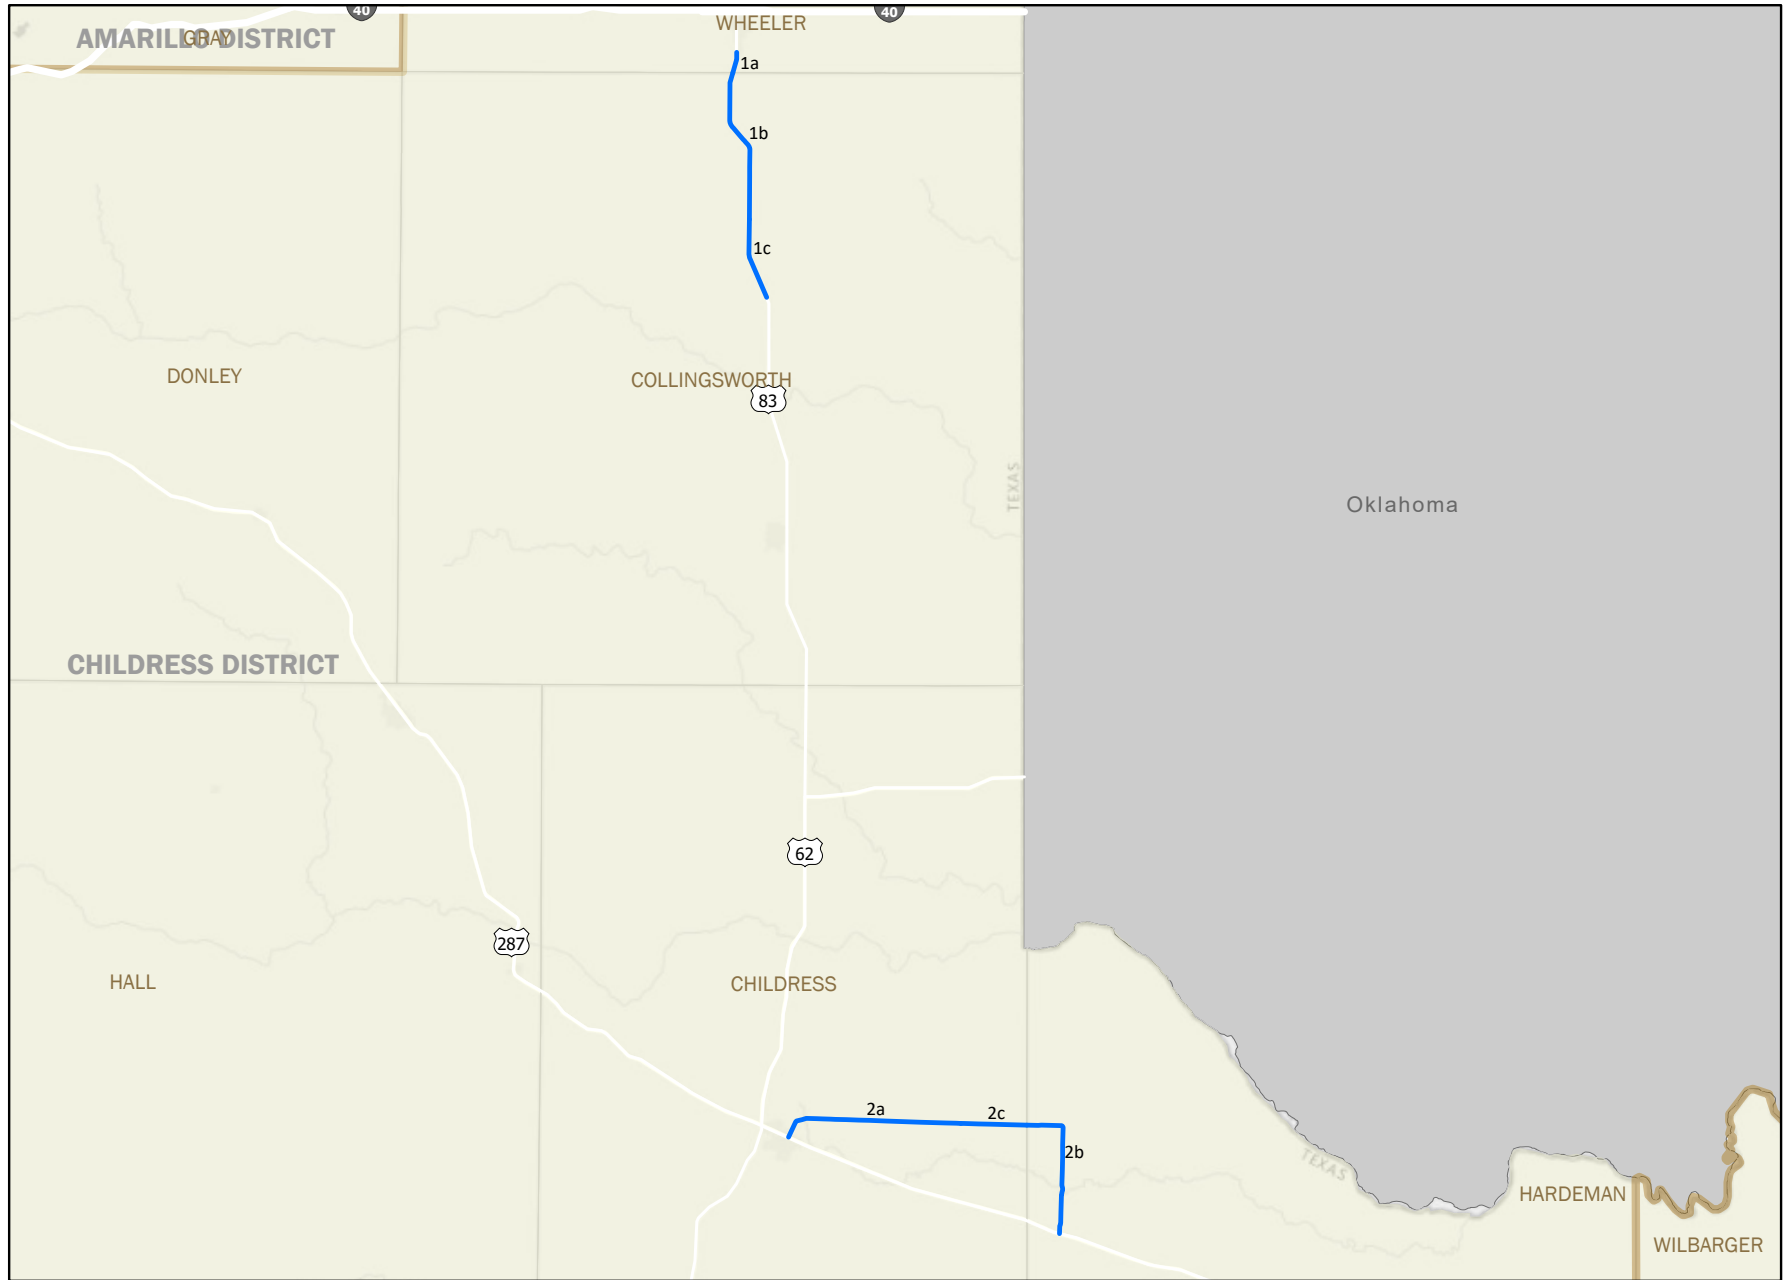 40
40
WHEELER
AMARILLO DISTRICT
GRAY
1a
1b
1c
DONLEY
COLLINGSWORTH
83
TEXAS
Oklahoma
CHILDRESS DISTRICT
62
287
HALL
CHILDRESS
2a
2c
2b
TEXAS
HARDEMAN
WILBARGER